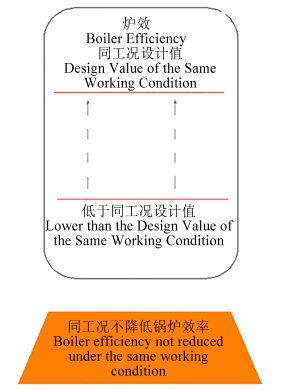 炉效
Boiler Efficiency
同工况设计值
Design Value of the Same
Working Condition
低于同工况设计值
Lower than the Design Value of
the Same Working Condition
同工况不降低锅炉效率
Boiler efficiency not reduced
under the same working
condition